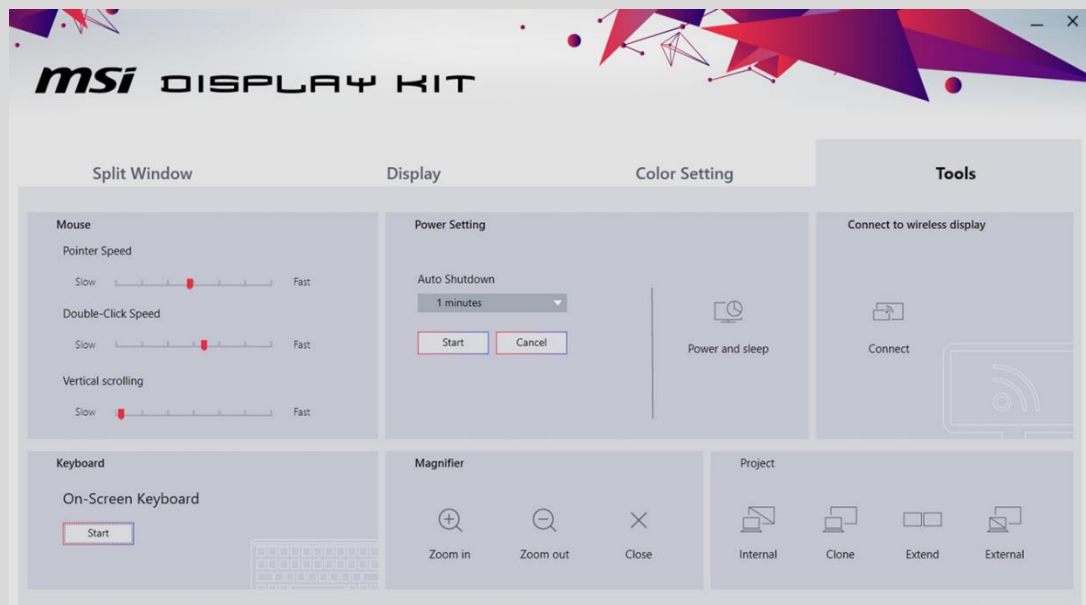 msi DISPLAY KIT
Split Window
Display
Color Setting
Tools
Mouse
Pointer Speed
Slow
Fast
Double-Click Speed
Slow
Fast
Vertical scrolling
Slow
Fast
Power Setting
Auto Shutdown
1 minutes
Start
Cancel
Power and sleep
Connect to wireless display
Connect
Keyboard
On-Screen Keyboard
Start
Magnifier
Zoom in
Zoom out
Close
Project
Internal
Clone
Extend
External